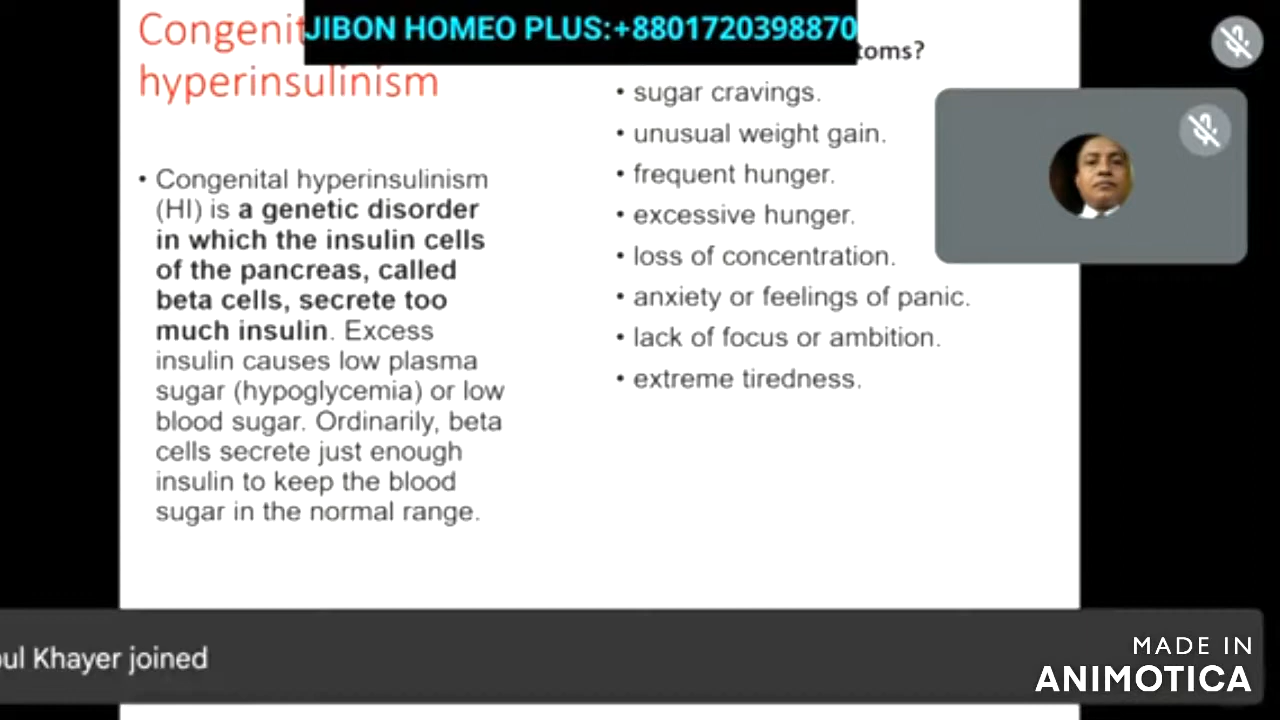 Congenit
hyperinsulinism
JIBON HOMEO PLUS:+8801720398870
• Congenital hyperinsulinism
(HI) is a genetic disorder
in which the insulin cells
of the pancreas, called
beta cells, secrete too
much insulin. Excess
insulin causes low plasma
sugar (hypoglycemia) or low
blood sugar. Ordinarily, beta
cells secrete just enough
insulin to keep the blood
sugar in the normal range.
toms?
• sugar cravings.
• unusual weight gain.
• frequent hunger.
• excessive hunger.
• loss of concentration.
• anxiety or feelings of panic.
• lack of focus or ambition.
• extreme tiredness.
ul Khayer joined
MADE IN
ANIMOTICA